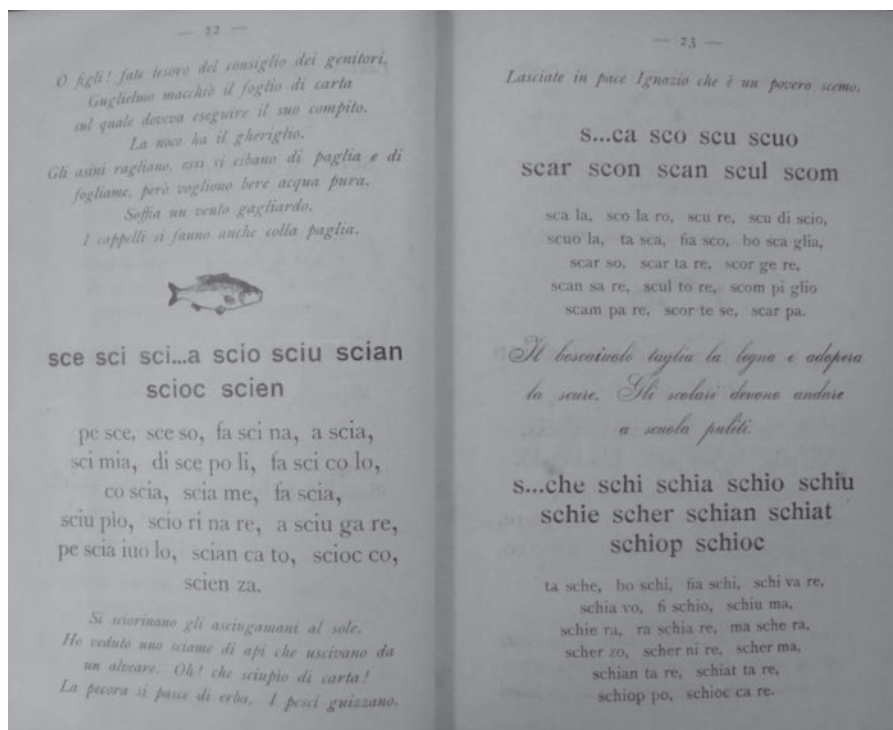 — 22 —
O figli! fate tesoro del consiglio dei genitori.
Guglielmo macchiò il foglio di carta
sul quale doveva eseguire il suo compito.
La noce ha il gheriglio.
Gli asini ragliano, essi si cibano di paglia e di
fogliame, però vogliono bere acqua pura.
Soffia un vento gagliardo.
I cappelli si fanno anche colla paglia.
sce sci sci...a scio sciu scian
scioc scien
pe sce, sce so, fa sci na, a scia,
sci mia, di sce po li, fa sci co lo,
co scia, scia me, fa scia,
sciu pìo, scio ri na re, a sciu ga re,
pe scia iuo lo, scian ca to, scioc co,
scien za.
Si sciorinano gli asciugamani al sole.
Ho veduto uno sciame di api che uscivano da
un alveare. Oh! che sciupìo di carta!
La pecora si pasce di erba. I pesci guizzano.
— 23 —
Lasciate in pace Ignazio che è un povero scemo.
s...ca sco scu scuo
scar scon scan scul scom
sca la, sco la ro, scu re, scu di scio,
scuo la, ta sca, fia sco, bo sca glia,
scar so, scar ta re, scor ge re,
scan sa re, scul to re, scom pi glio
scam pa re, scor te se, scar pa.
Il boscaiuolo taglia la legna e adopera
la scure. Gli scolari devono andare
a scuola puliti.
s...che schi schia schio schiu
schie scher schian schiat
schiop schioc
ta sche, bo schi, fia schi, schi va re,
schia vo, fi schio, schiu ma,
schie ra, ra schia re, ma sche ra,
scher zo, scher ni re, scher ma,
schian ta re, schiat ta re,
schiop po, schioc ca re.